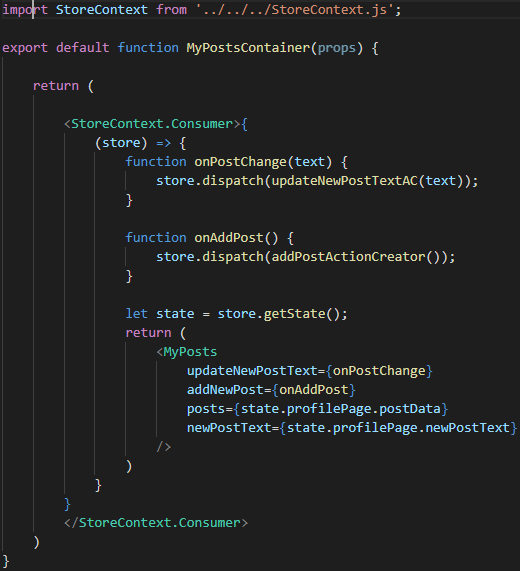 import StoreContext from '../../../StoreContext.js';
export default function MyPostsContainer(props) {
return (
<StoreContext.Consumer>{
(store) => {
function onPostChange(text) {
store.dispatch(updateNewPostTextAC(text));
}
function onAddPost() {
store.dispatch(addPostActionCreator());
}
let state = store.getState();
return (
<MyPosts
updateNewPostText={onPostChange}
addNewPost={onAddPost}
posts={state.profilePage.postData}
newPostText={state.profilePage.newPostText}
/>
)
}
}
</StoreContext.Consumer>
)
}